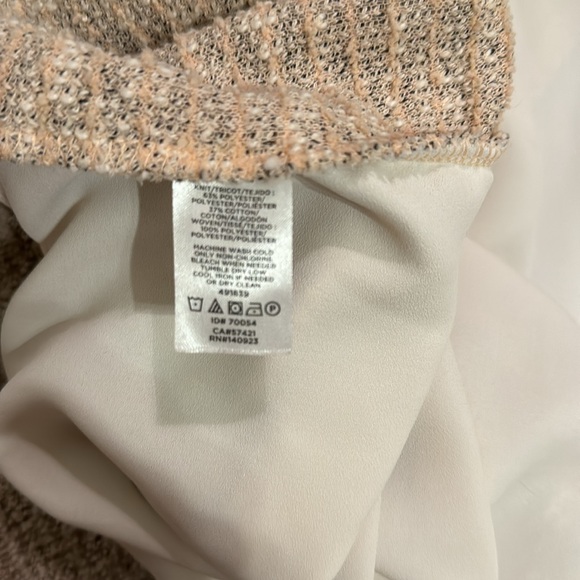 KNIT/TRICOT/TEJIDO:
63% POLYESTER/
POLYESTER/POLIÉSTER
37% COTTON/
COTON/ALGODÓN
WOVEN/TISSÉ/TEJIDO:
100% POLYESTER/
POLYESTER/POLIÉSTER
MACHINE WASH COLD
ONLY NON-CHLORINE
BLEACH WHEN NEEDED
TUMBLE DRY LOW
COOL IRON IF NEEDED
OR DRY CLEAN
491839
P
ID# 70054
CA#57421
RN#140923